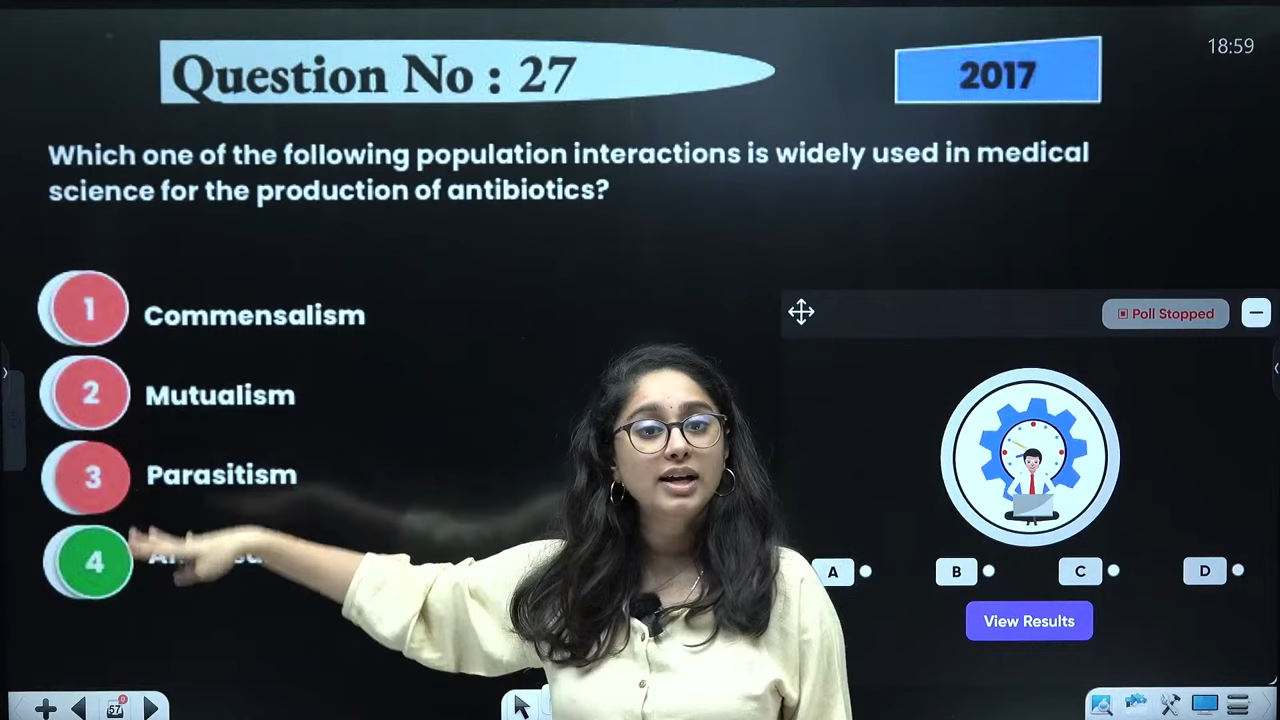 Question No : 27
2017
18:59
Which one of the following population interactions is widely used in medical
science for the production of antibiotics?
1 Commensalism
2 Mutualism
3 Parasitism
4
Poll Stopped
A B C D
View Results
57
0